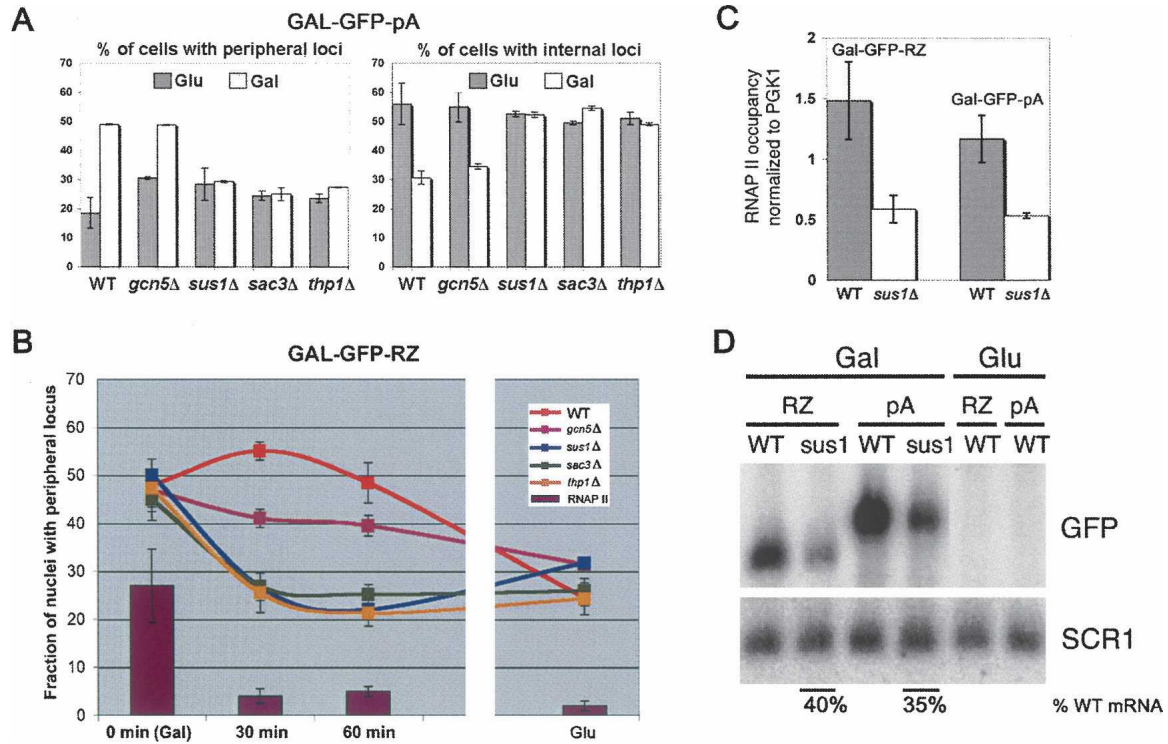 A
GAL-GFP-pA
% of cells with peripheral loci
% of cells with internal loci
Glu Gal
Glu Gal
70
60
50
40
30
20
10
0
70
60
50
40
30
20
10
0
WT gcn5Δ sus1Δ sac3Δ thp1Δ
WT gcn5Δ sus1Δ sac3Δ thp1Δ
B
GAL-GFP-RZ
Fraction of nuclei with peripheral locus
70
60
50
40
30
20
10
0
WT
gcn5Δ
sus1Δ
sac3Δ
thp1Δ
RNAP II
0 min (Gal) 30 min 60 min Glu
C
RNAP II occupancy
normalized to PGK1
2
1.5
1
0.5
0
Gal-GFP-RZ
Gal-GFP-pA
WT sus1Δ WT sus1Δ
D
Gal Glu
RZ pA RZ pA
WT sus1 WT sus1 WT WT
GFP
SCR1
40% 35% % WT mRNA